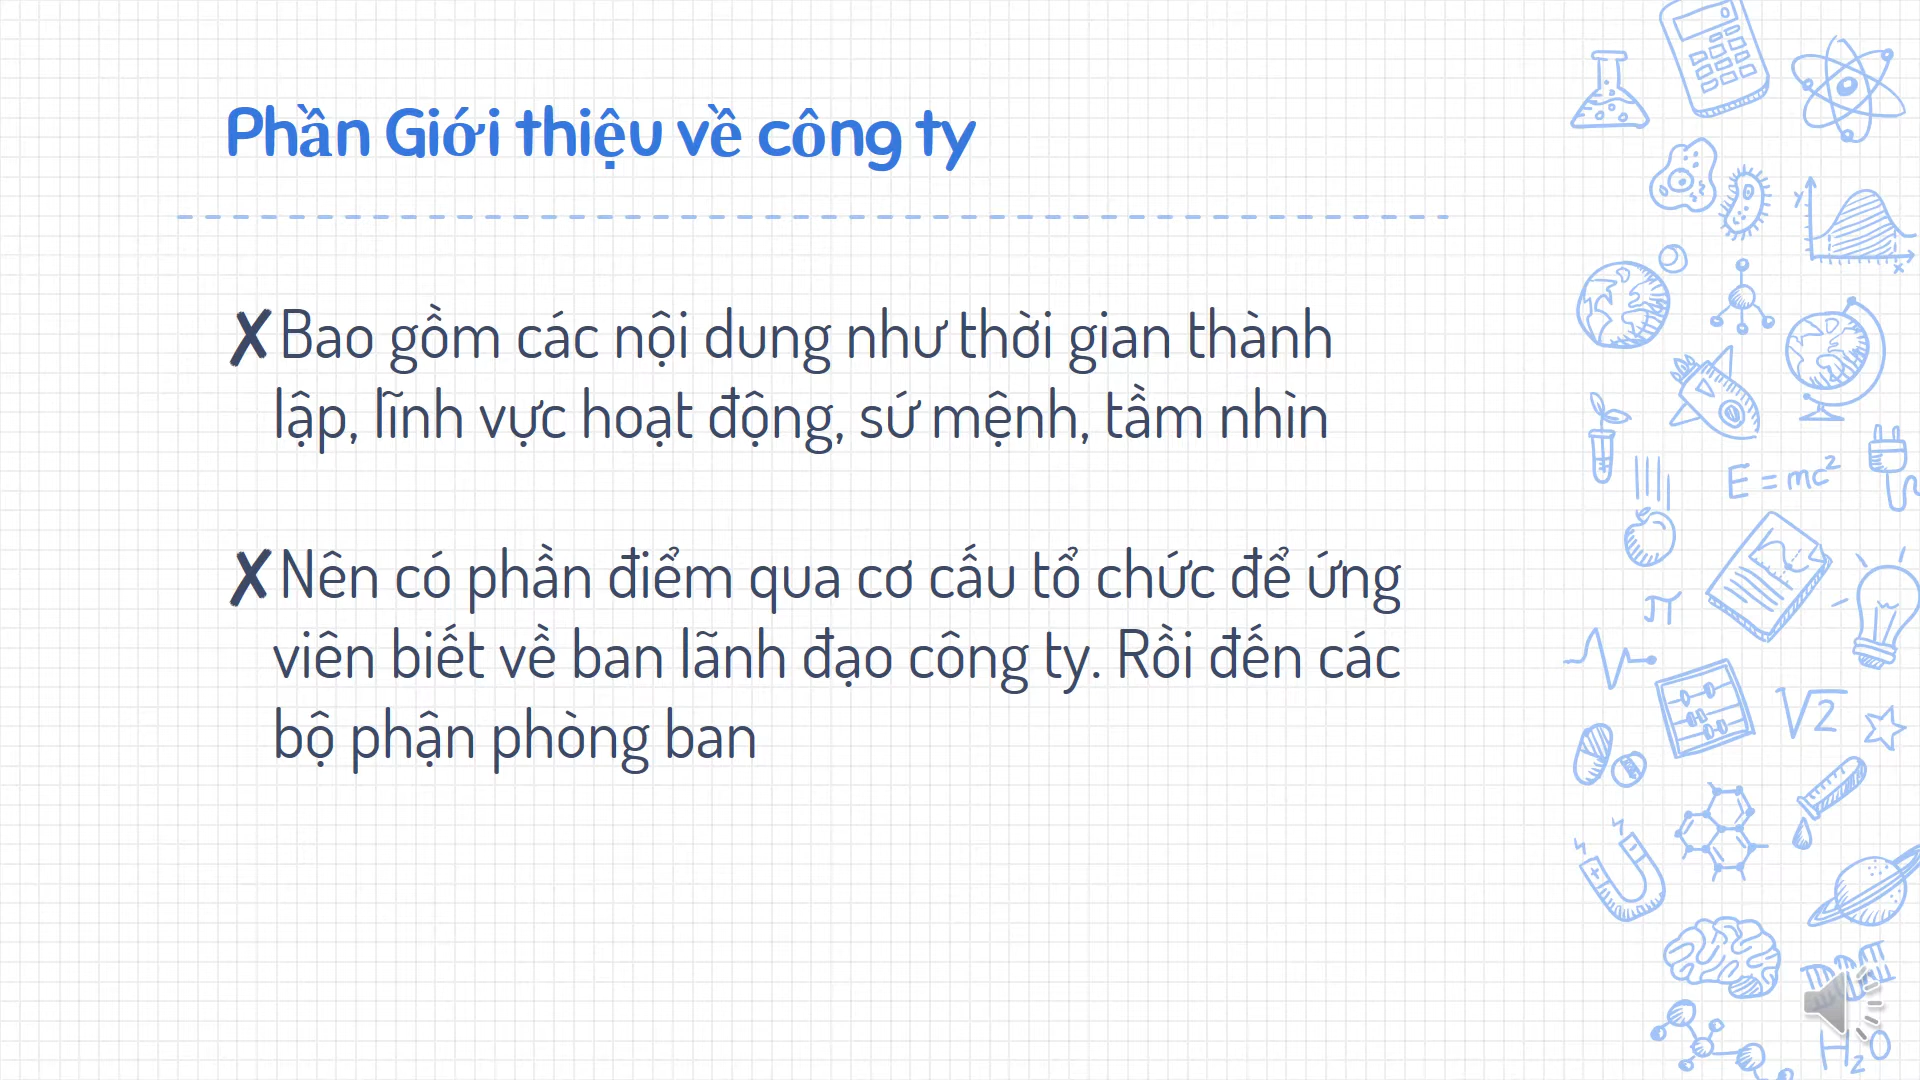 Phần Giới thiệu về công ty
✗Bao gồm các nội dung như thời gian thành
lập, lĩnh vực hoạt động, sứ mệnh, tầm nhìn
✗Nên có phần điểm qua cơ cấu tổ chức để ứng
viên biết về ban lãnh đạo công ty. Rồi đến các
bộ phận phòng ban
y
x
E = mc²
π
√2
H₂O